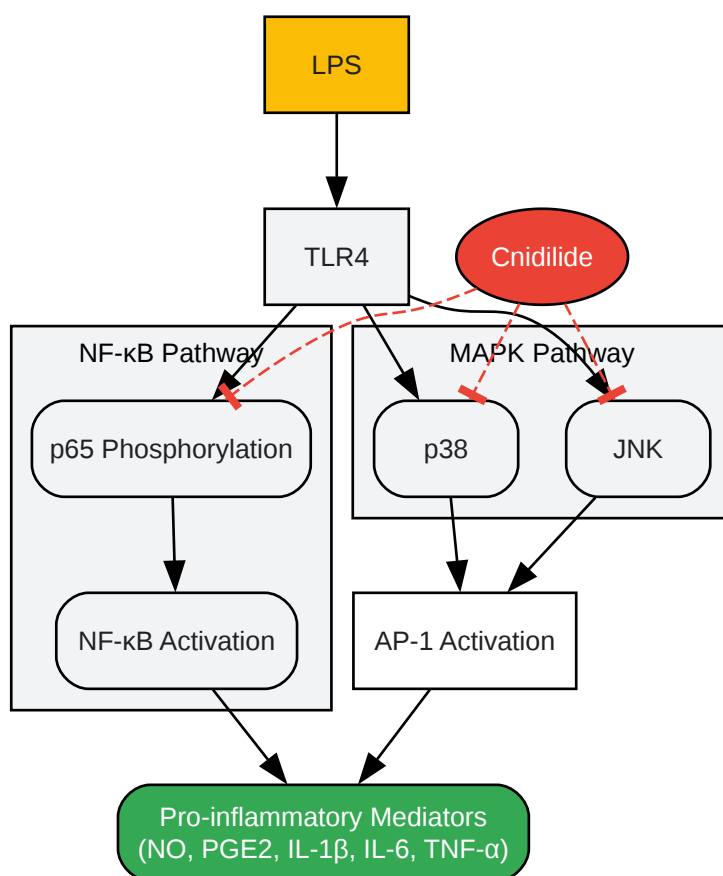 LPS
TLR4
Cnidilide
NF-κB Pathway
MAPK Pathway
p65 Phosphorylation
p38
JNK
NF-κB Activation
AP-1 Activation
Pro-inflammatory Mediators
(NO, PGE2, IL-1β, IL-6, TNF-α)